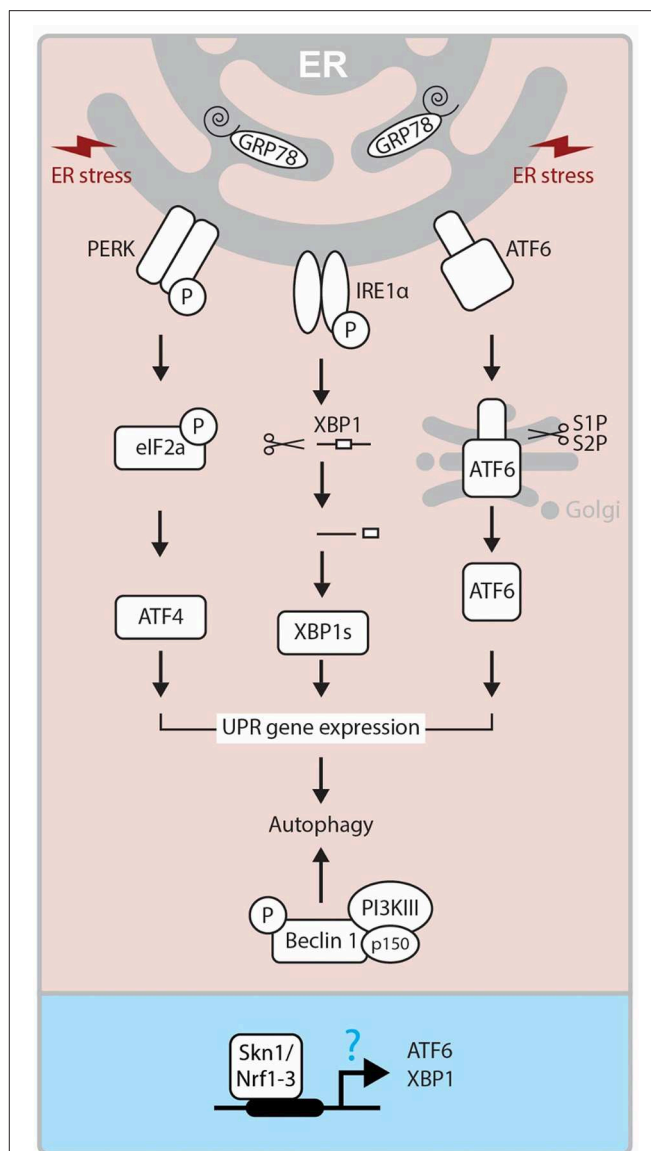 ER
GRP78
GRP78
ER stress
ER stress
PERK
P
IRE1α
P
ATF6
eIF2a
P
XBP1
S1P
S2P
ATF6
Golgi
ATF4
XBP1s
ATF6
UPR gene expression
Autophagy
P
Beclin 1
PI3KIII
p150
Skn1/
Nrf1-3
?
ATF6
XBP1